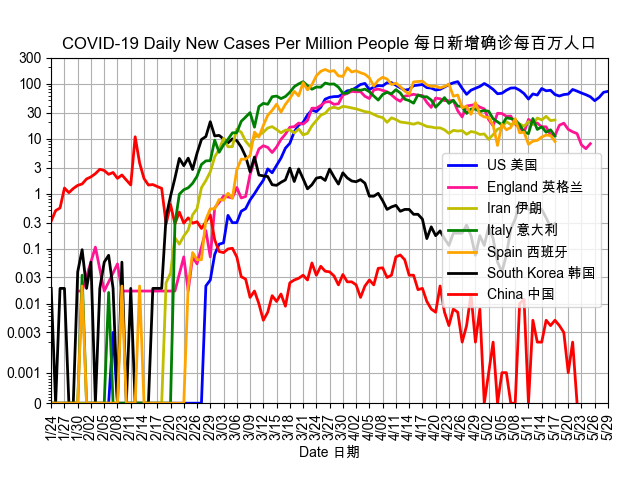 COVID-19 Daily New Cases Per Million People 每日新增确诊每百万人口
300
100
30
10
3
1
0.3
0.1
0.03
0.01
0.003
0.001
0
US 美国
England 英格兰
Iran 伊朗
Italy 意大利
Spain 西班牙
South Korea 韩国
China 中国
1/24 1/27 1/30 2/02 2/05 2/08 2/11 2/14 2/17 2/20 2/23 2/26 2/29 3/03 3/06 3/09 3/12 3/15 3/18 3/21 3/24 3/27 3/30 4/02 4/05 4/08 4/11 4/14 4/17 4/20 4/23 4/26 4/29 5/02 5/05 5/08 5/11 5/14 5/17 5/20 5/23 5/26 5/29
Date 日期